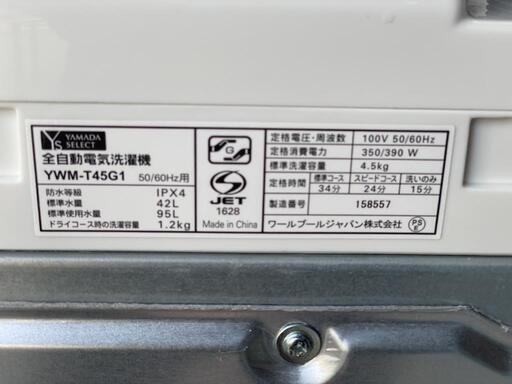 YS YAMADA SELECT
全自動電気洗濯機
YWM-T45G1 50/60Hz用
防水等級 IPX4
標準水量 42L
標準使用水量 95L
ドライコース時の洗濯容量 1.2kg
G
S
JET
1628
Made in China
定格電圧・周波数 100V 50/60Hz
定格消費電力 350/390 W
標準洗濯容量 4.5kg
定格時間 標準コース スピードコース 洗いのみ
34分 24分 15分
製造番号 158557
ワールプールジャパン株式会社 PSE